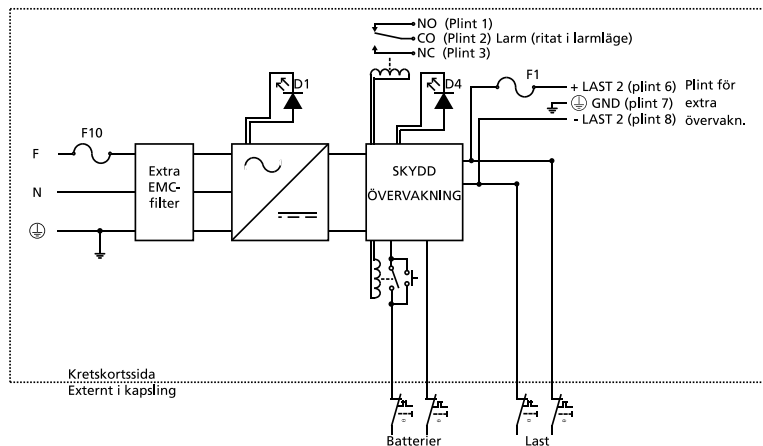 NO (Plint 1)
CO (Plint 2) Larm (ritat i larmläge)
NC (Plint 3)
D1
D4
F1
+ LAST 2 (plint 6) Plint för
GND (plint 7) extra
- LAST 2 (plint 8) övervakn.
F10
F
N
Extra
EMC-
filter
SKYDD
ÖVERVAKNING
Kretskortssida
Externt i kapsling
Batterier
Last